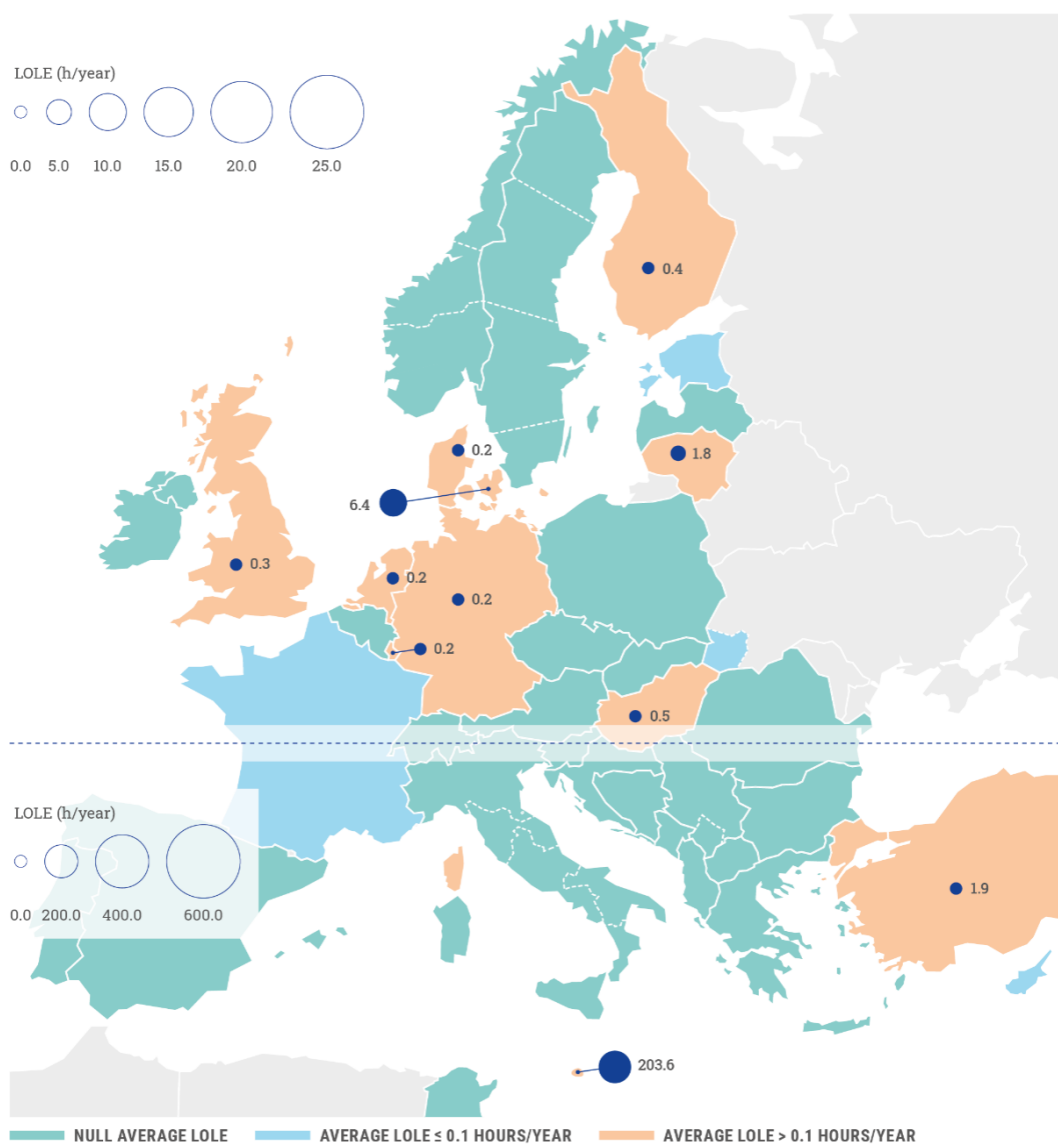 LOLE (h/year)
0.0 5.0 10.0 15.0 20.0 25.0
0.4
1.8
0.2
6.4
0.3
0.2
0.2
0.2
0.5
LOLE (h/year)
0.0 200.0 400.0 600.0
1.9
203.6
NULL AVERAGE LOLE AVERAGE LOLE ≤ 0.1 HOURS/YEAR AVERAGE LOLE > 0.1 HOURS/YEAR